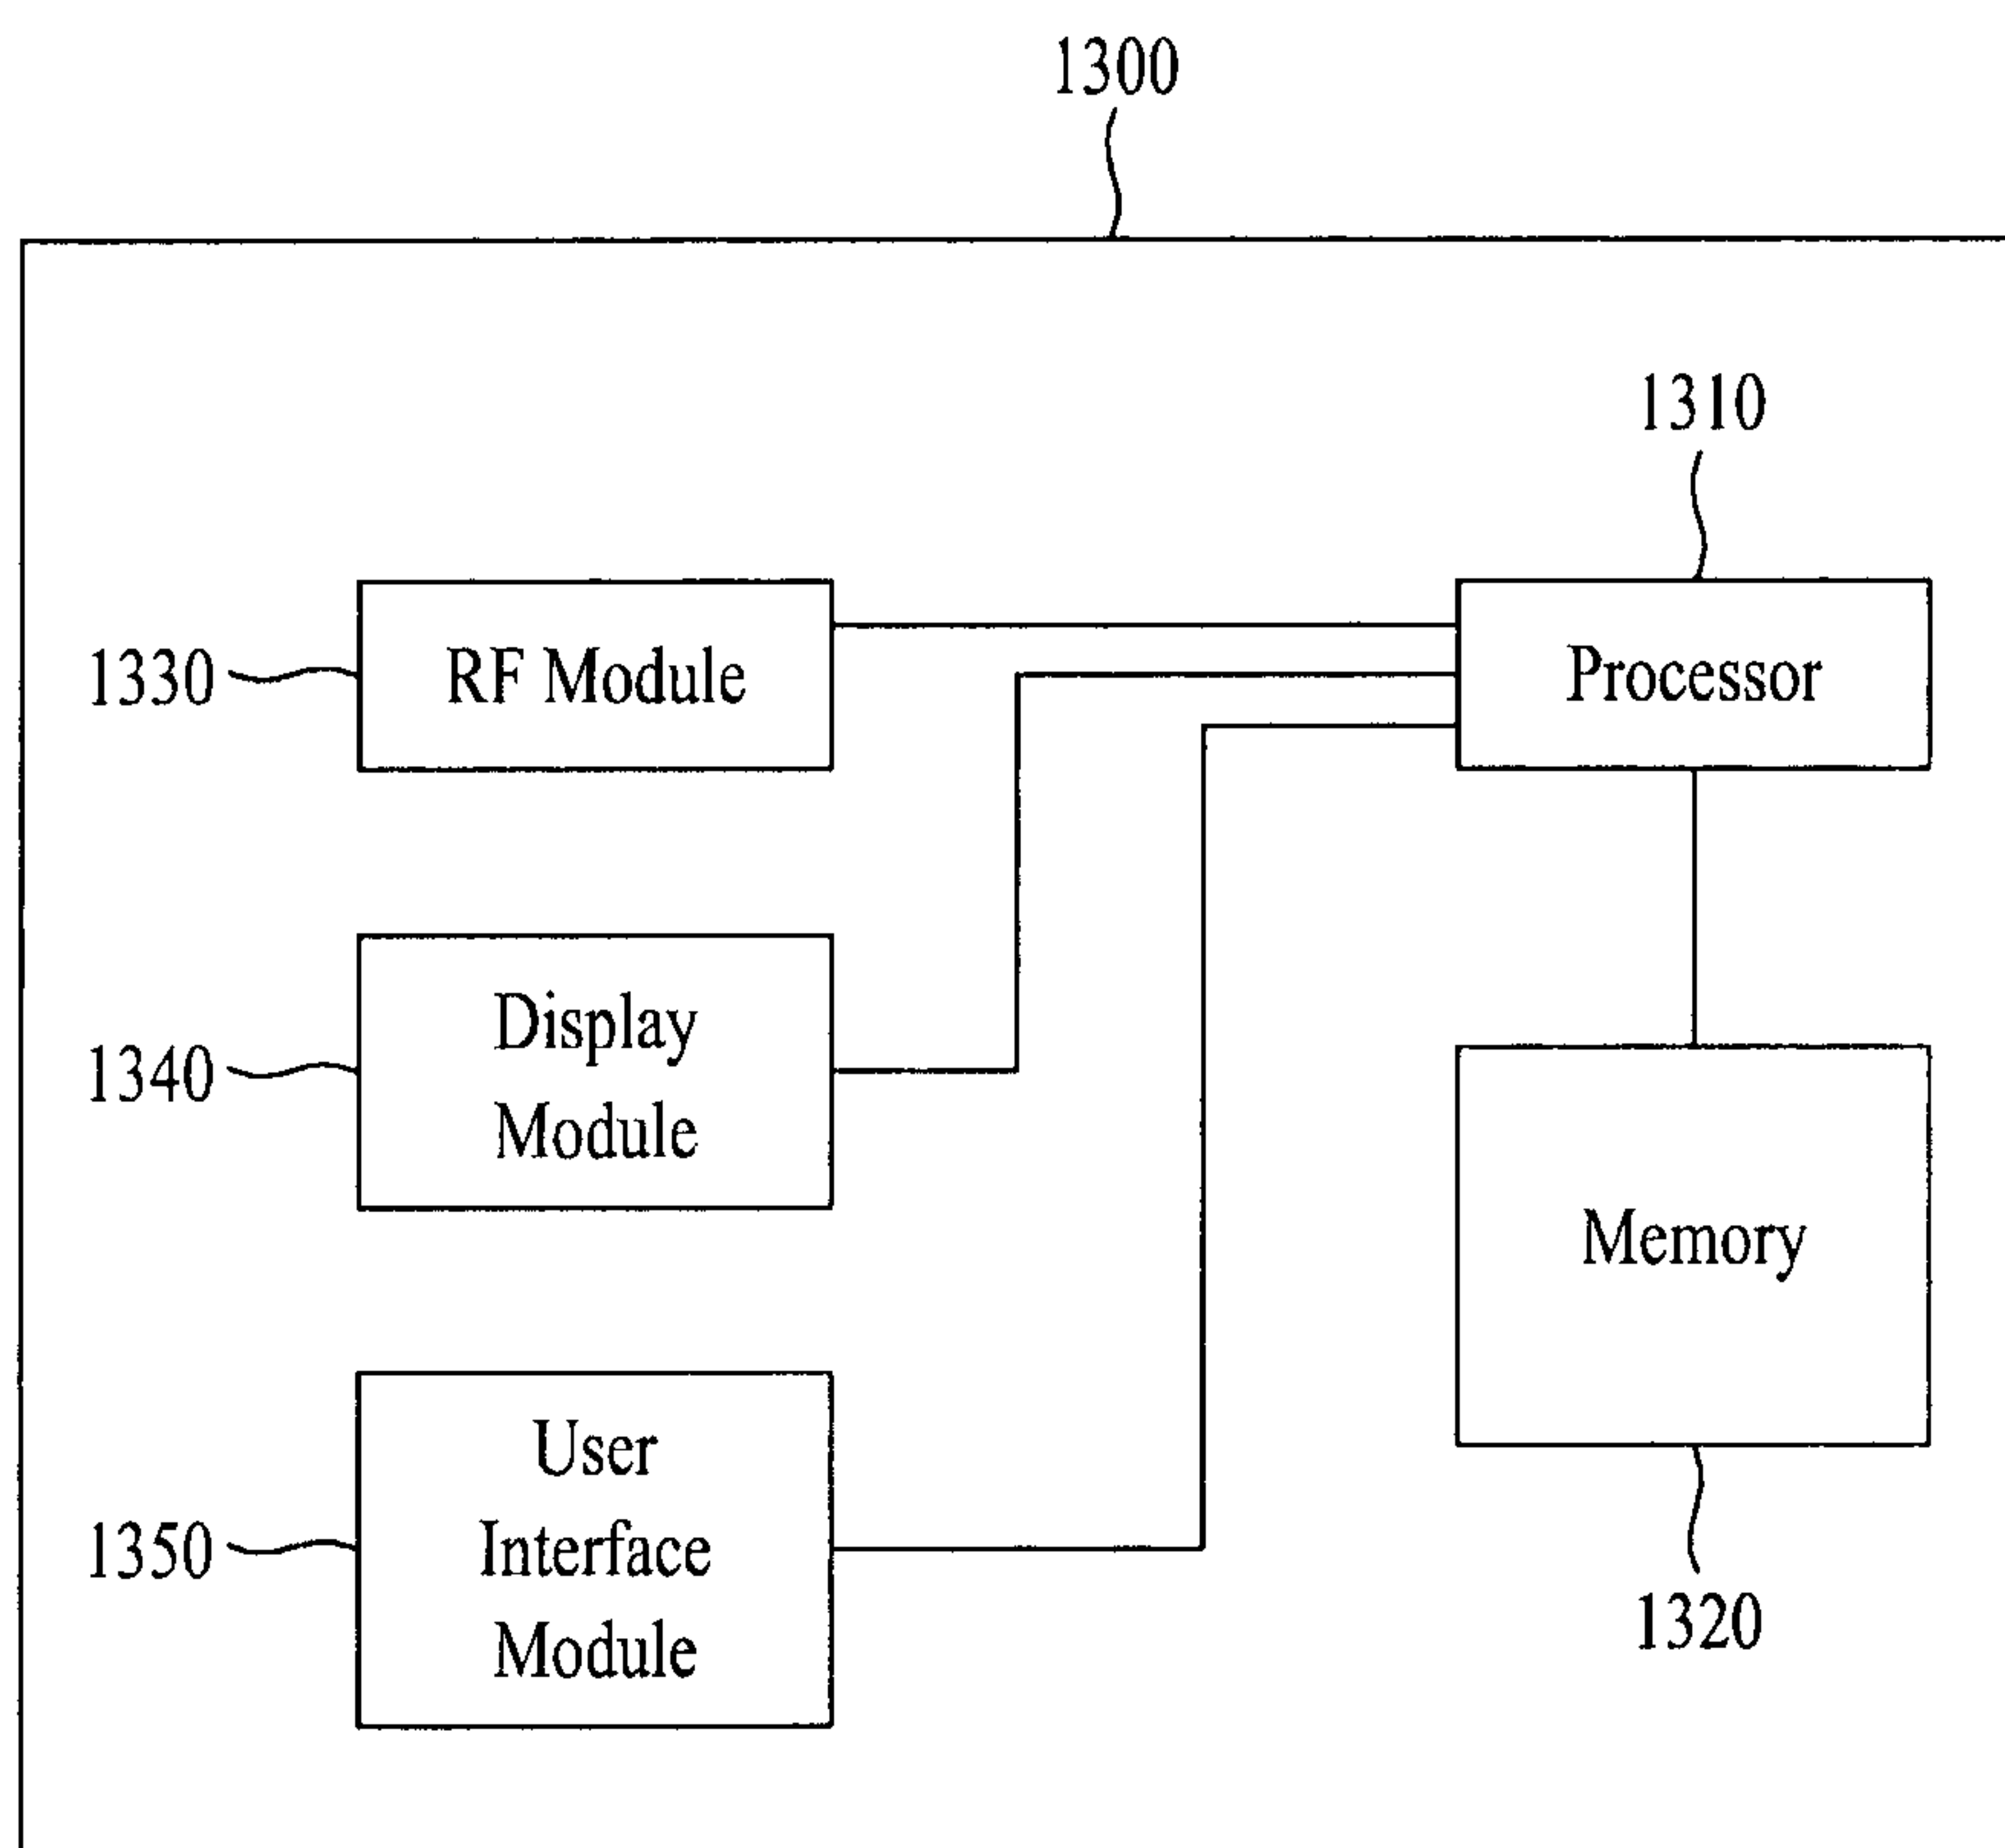 1300
1310
1330
RF Module
Processor
1340
Display
Module
Memory
1350
User
Interface
Module
1320